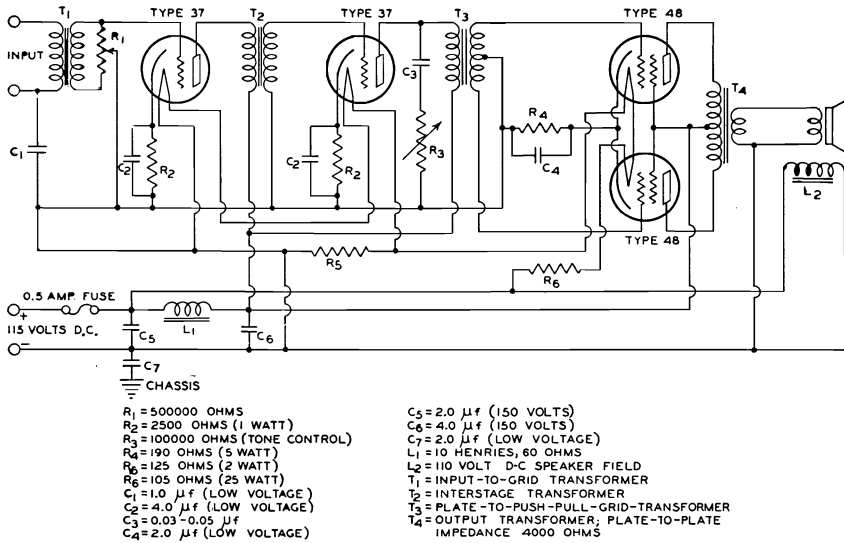 T1
TYPE 37
T2
TYPE 37
T3
TYPE 48
INPUT
R1
C3
T4
C1
C2
R2
C2
R2
R3
R4
C4
L2
TYPE 48
R5
R6
0.5 AMP. FUSE
+
115 VOLTS D.C.
−
C5
L1
C6
C7
CHASSIS
R1 = 500000 OHMS
R2 = 2500 OHMS (1 WATT)
R3 = 100000 OHMS (TONE CONTROL)
R4 = 190 OHMS (5 WATT)
R6 = 125 OHMS (2 WATT)
R6 = 105 OHMS (25 WATT)
C1 = 1.0 µf (LOW VOLTAGE)
C2 = 4.0 µf (LOW VOLTAGE)
C3 = 0.03-0.05 µf
C4 = 2.0 µf (LOW VOLTAGE)
C5 = 2.0 µf (150 VOLTS)
C6 = 4.0 µf (150 VOLTS)
C7 = 2.0 µf (LOW VOLTAGE)
L1 = 10 HENRIES, 60 OHMS
L2 = 110 VOLT D-C SPEAKER FIELD
T1 = INPUT-TO-GRID TRANSFORMER
T2 = INTERSTAGE TRANSFORMER
T3 = PLATE-TO-PUSH-PULL-GRID-TRANSFORMER
T4 = OUTPUT TRANSFORMER; PLATE-TO-PLATE
IMPEDANCE 4000 OHMS